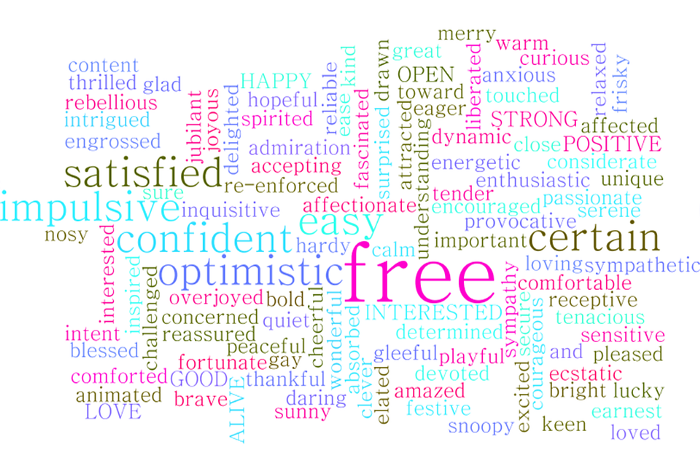 merry
warm
content
great
curious
thrilled
glad
HAPPY
kind
drawn
OPEN
liberated
anxious
relaxed
frisky
rebellious
jubilant
joyous
delighted
hopeful
reliable
ease
toward
touched
intrigued
spirited
fascinated
surprised
attracted
eager
STRONG
affected
engrossed
admiration
dynamic
close
POSITIVE
satisfied
accepting
understanding
energetic
considerate
re-enforced
enthusiastic
unique
sure
tender
passionate
impulsive
inquisitive
affectionate
encouraged
serene
nosy
easy
provocative
interested
confident
hardy
calm
important
certain
inspired
optimistic
free
loving
sympathetic
challenged
overjoyed
bold
cheerful
wonderful
sympathy
comfortable
secure
receptive
concerned
quiet
absorbed
INTERESTED
courageous
tenacious
intent
reassured
determined
sensitive
blessed
peaceful
gleeful
playful
and
pleased
fortunate
gay
clever
elated
devoted
excited
ecstatic
comforted
GOOD
ALIVE
thankful
amazed
bright
lucky
animated
brave
daring
festive
earnest
LOVE
sunny
snoopy
keen
loved